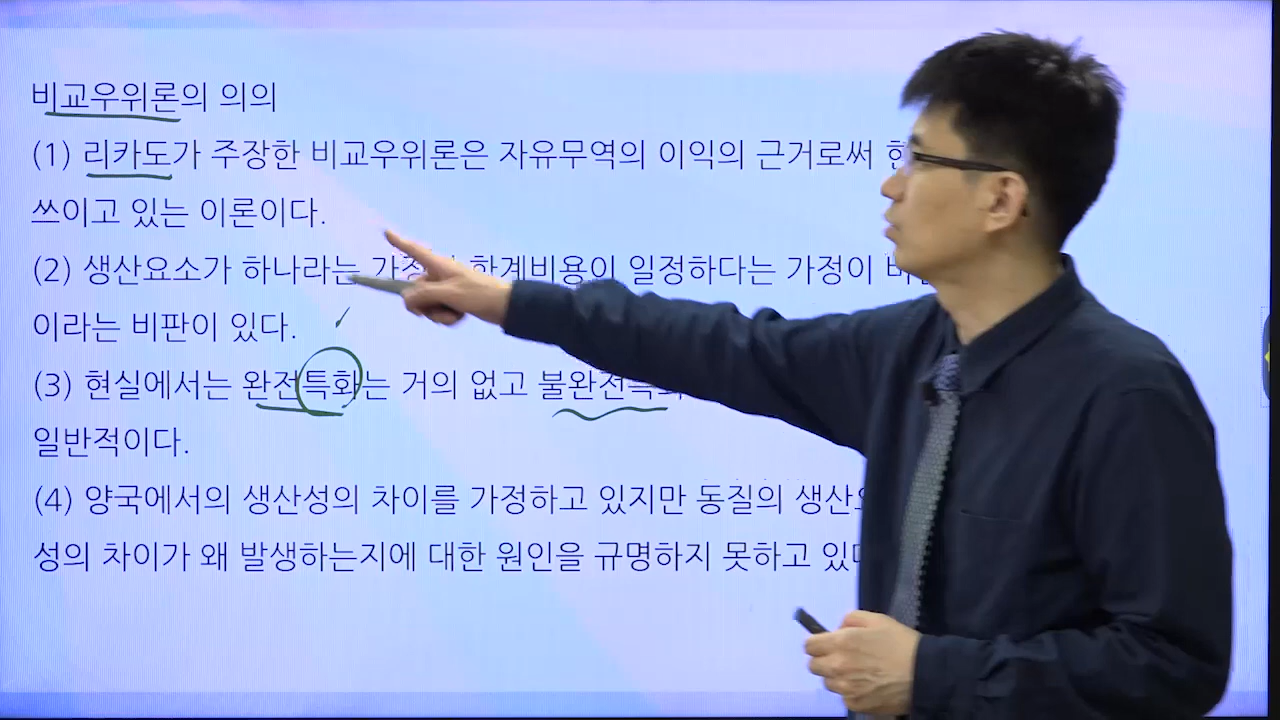 비교우위론의 의의
(1) 리카도가 주장한 비교우위론은 자유무역의 이익의 근거로써
쓰이고 있는 이론이다.
(2) 생산요소가 하나라는 한계비용이 일정하다는 가정이
이라는 비판이 있다.
(3) 현실에서는 완전특화는 거의 없고 불완전특화
일반적이다.
(4) 양국에서의 생산성의 차이를 가정하고 있지만 동질의
성의 차이가 왜 발생하는지에 대한 원인을 규명하지 못하고